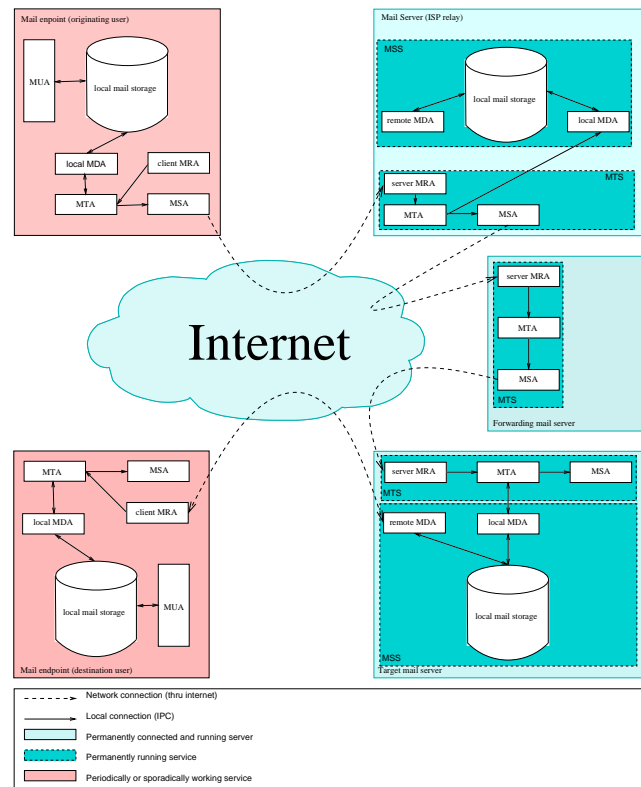 Mail enpoint (originating user)
MUA
local mail storage
local MDA
client MRA
MTA
MSA
Mail Server (ISP relay)
MSS
local mail storage
remote MDA
local MDA
MTS
server MRA
MTA
MSA
Internet
server MRA
MTA
MSA
MTS
Forwarding mail server
MTA
MSA
client MRA
local MDA
local mail storage
MUA
Mail endpoint (destination user)
server MRA
MTA
MSA
MTS
remote MDA
local MDA
local mail storage
MSS
Target mail server
Network connection (thru internet)
Local connection (IPC)
Permanently connected and running server
Permanently running service
Periodically or sporadically working service